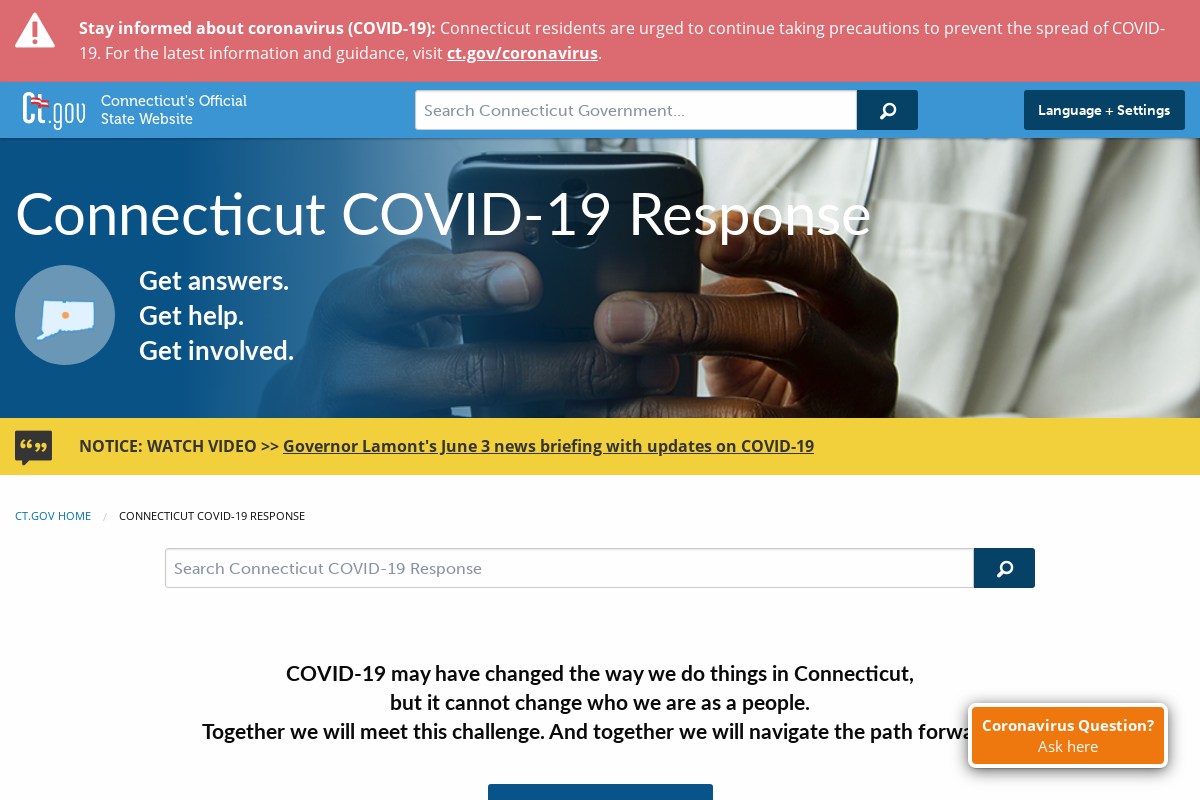 Stay informed about coronavirus (COVID-19): Connecticut residents are urged to continue taking precautions to prevent the spread of COVID-
19. For the latest information and guidance, visit ct.gov/coronavirus.
Ct.gov
Connecticut's Official
State Website
Search Connecticut Government...
Language + Settings
Connecticut COVID-19 Response
Get answers.
Get help.
Get involved.
NOTICE: WATCH VIDEO >> Governor Lamont's June 3 news briefing with updates on COVID-19
CT.GOV HOME / CONNECTICUT COVID-19 RESPONSE
Search Connecticut COVID-19 Response
COVID-19 may have changed the way we do things in Connecticut,
but it cannot change who we are as a people.
Together we will meet this challenge. And together we will navigate the path forwa
Coronavirus Question?
Ask here